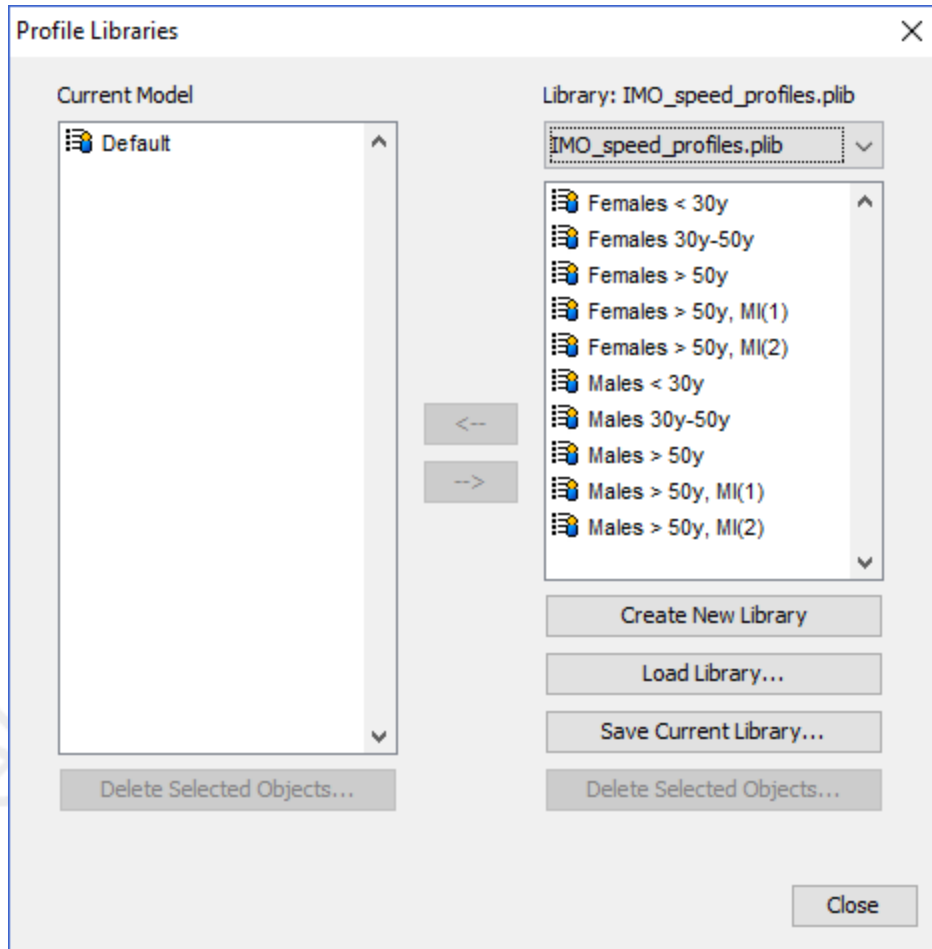 Profile Libraries
Current Model
Default
Delete Selected Objects...
<--
-->
Library: IMO_speed_profiles.plib
IMO_speed_profiles.plib
Females < 30y
Females 30y-50y
Females > 50y
Females > 50y, MI(1)
Females > 50y, MI(2)
Males < 30y
Males 30y-50y
Males > 50y
Males > 50y, MI(1)
Males > 50y, MI(2)
Create New Library
Load Library...
Save Current Library...
Delete Selected Objects...
Close